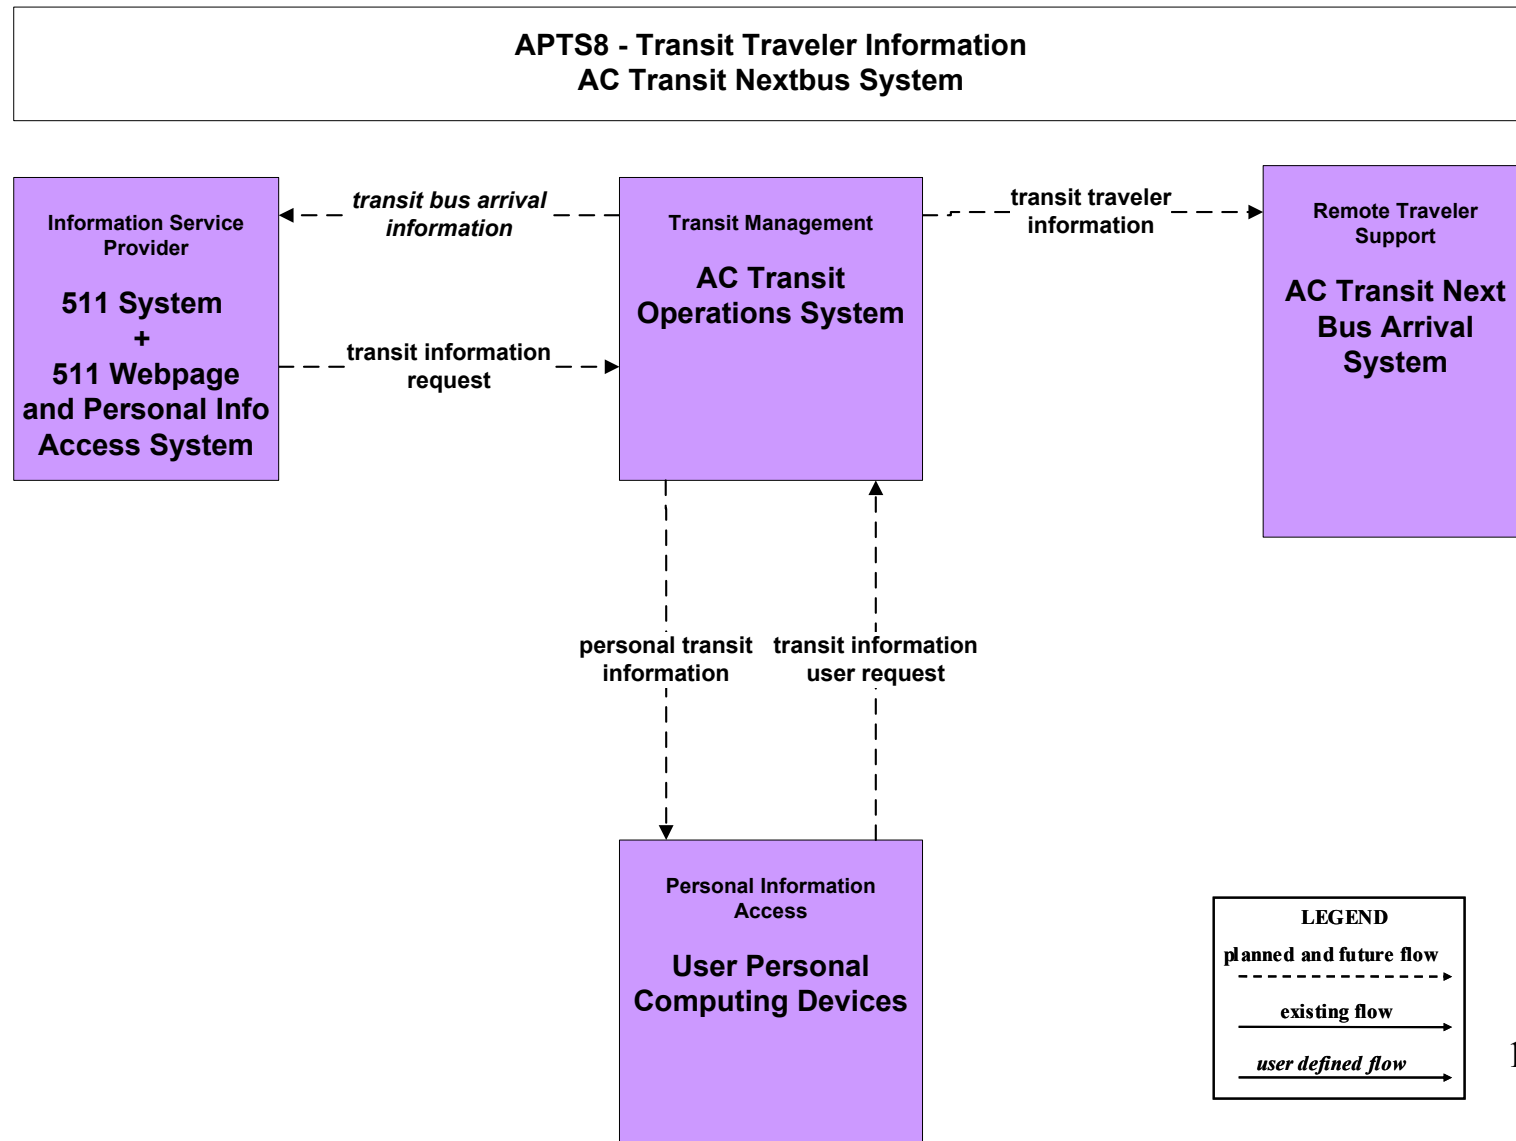 APTS8 - Transit Traveler Information
AC Transit Nextbus System
Information Service
Provider
511 System
+
511 Webpage
and Personal Info
Access System
transit bus arrival
information
transit information
request
Transit Management
AC Transit
Operations System
transit traveler
information
Remote Traveler
Support
AC Transit Next
Bus Arrival
System
personal transit
information
transit information
user request
Personal Information
Access
User Personal
Computing Devices
LEGEND
planned and future flow
existing flow
user defined flow
1